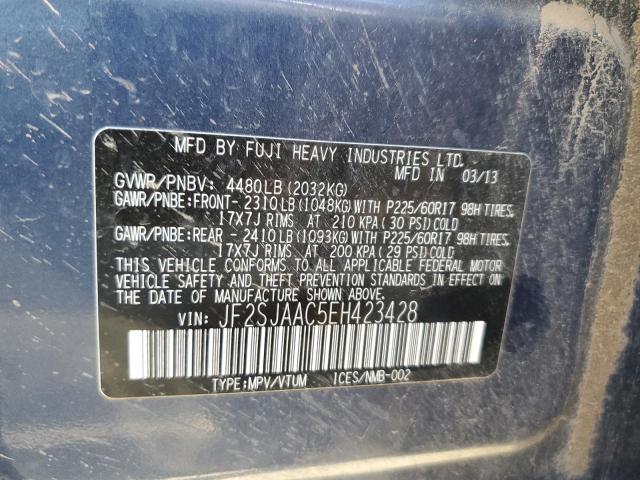 MFD BY FUJI HEAVY INDUSTRIES LTD.
MFD IN 03/13
GVWR/PNBV: 4480LB (2032KG)
GAWR/PNBE:FRONT- 2310LB (1048KG) WITH P225/60R17 98H TIRES,
17X7J RIMS AT 210 KPA (30 PSI) COLD
GAWR/PNBE:REAR - 2410LB (1093KG) WITH P225/60R17 98H TIRES,
17X7J RIMS AT 200 KPA (29 PSI) COLD
THIS VEHICLE CONFORMS TO ALL APPLICABLE FEDERAL MOTOR
VEHICLE SAFETY AND THEFT PREVENTION STANDARDS IN EFFECT
ON THE DATE OF MANUFACTURE SHOWN ABOVE.
VIN: JF2SJAAC5EH423428
TYPE:MPV/VTUM ICES/NMB-002